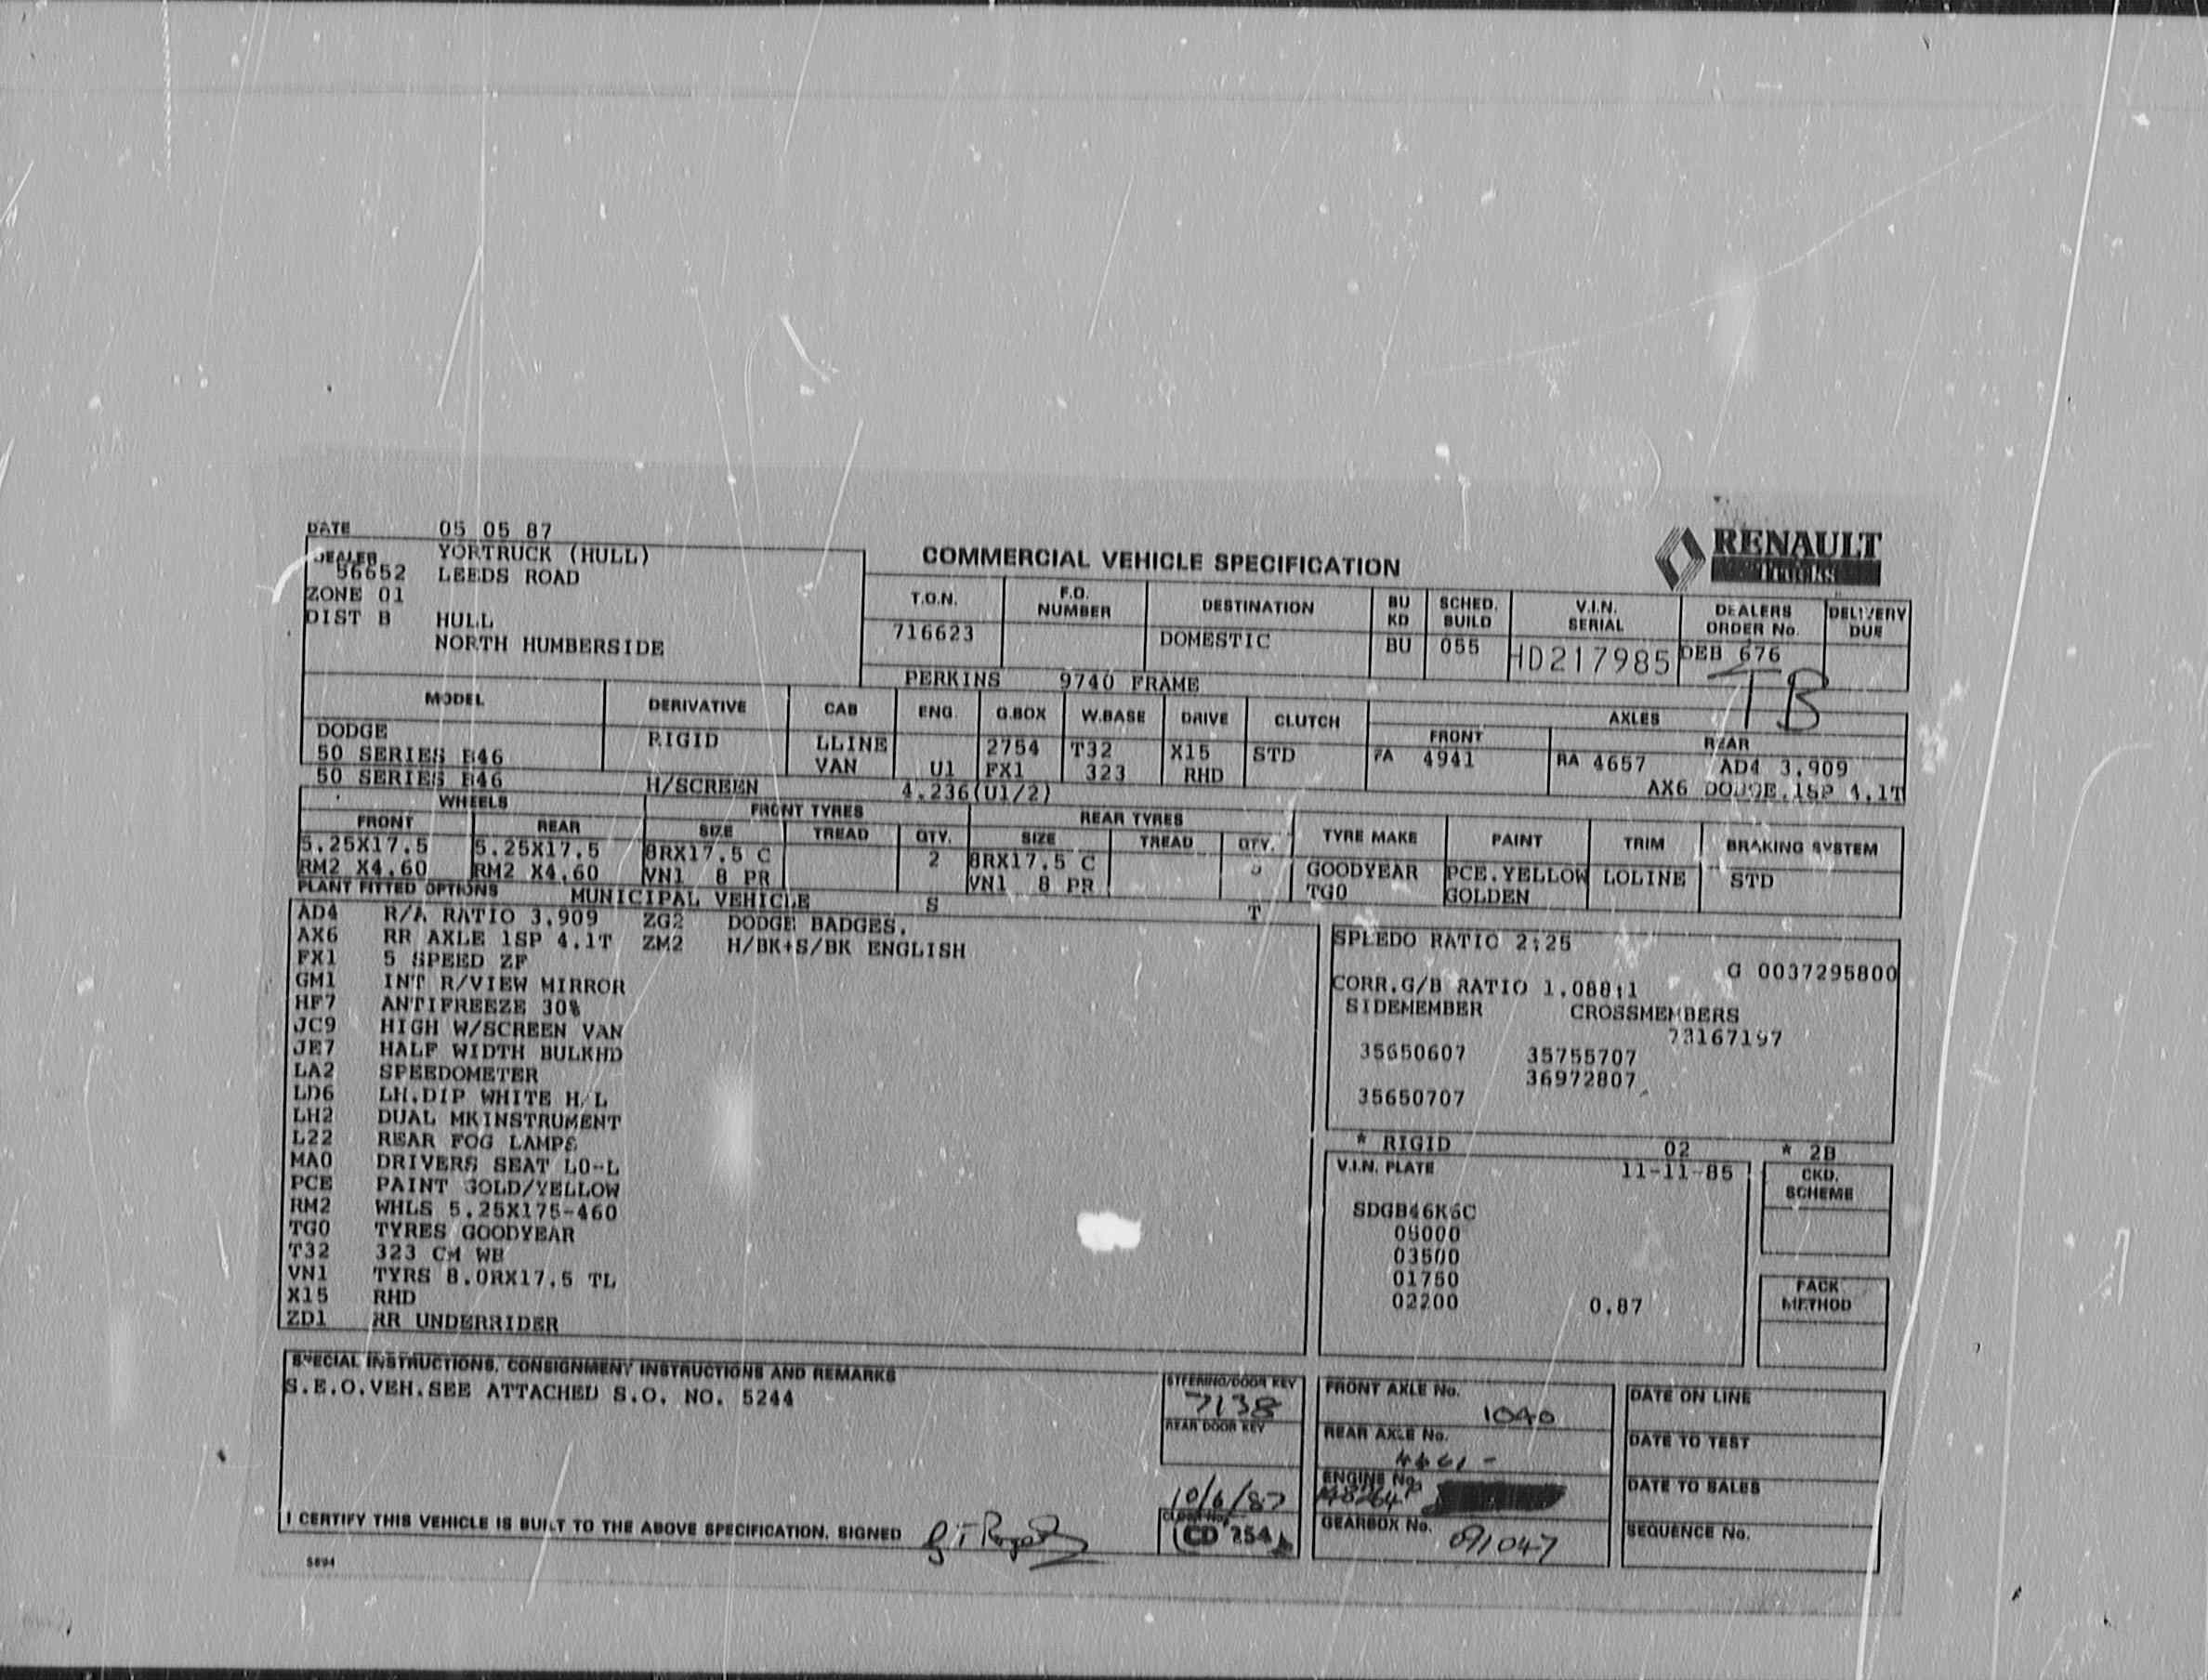 DATE 05 05 87
DEALER YORTRUCK (HULL)
56652 LEEDS ROAD
ZONE 01
DIST B HULL
NORTH HUMBERSIDE
COMMERCIAL VEHICLE SPECIFICATION
RENAULT
Trucks
T.O.N. F.O. NUMBER DESTINATION BU KD SCHED. BUILD V.I.N. SERIAL DEALERS ORDER No. DELIVERY DUE
716623 DOMESTIC BU 055 HD217985 DEB 676
TB
PERKINS 9740 FRAME
MODEL DERIVATIVE CAB ENG G.BOX W.BASE DRIVE CLUTCH AXLES
FRONT REAR
DODGE RIGID LLINE 2754 T32 X15 STD FA 4941 RA 4657 AD4 3.909
50 SERIES B46 VAN U1 FX1 323 RHD
50 SERIES B46 H/SCREEN 4.236(U1/2) AX6 DODGE.1SP 4.1T
WHEELS FRONT TYRES REAR TYRES
FRONT REAR SIZE TREAD QTY. SIZE TREAD QTY. TYRE MAKE PAINT TRIM BRAKING SYSTEM
5.25X17.5 5.25X17.5 8RX17.5 C 2 8RX17.5 C GOODYEAR PCE.YELLOW LOLINE STD
RM2 X4.60 RM2 X4.60 VN1 8 PR VN1 8 PR TG0 GOLDEN
PLANT FITTED OPTIONS MUNICIPAL VEHICLE S T
AD4 R/A RATIO 3.909 ZG2 DODGE BADGES.
AX6 RR AXLE 1SP 4.1T ZM2 H/BK+S/BK ENGLISH
FX1 5 SPEED ZF
GM1 INT R/VIEW MIRROR
HF7 ANTIFREEZE 30%
JC9 HIGH W/SCREEN VAN
JE7 HALF WIDTH BULKHD
LA2 SPEEDOMETER
LD6 LH.DIP WHITE H/L
LH2 DUAL MKINSTRUMENT
L22 REAR FOG LAMPS
MA0 DRIVERS SEAT LO-L
PCE PAINT GOLD/YELLOW
RM2 WHLS 5.25X175-460
TG0 TYRES GOODYEAR
T32 323 CM WB
VN1 TYRS 8.0RX17.5 TL
X15 RHD
ZD1 RR UNDERRIDER
SPEEDO RATIO 2:25
G 0037295800
CORR.G/B RATIO 1.088:1
SIDEMEMBER CROSSMEMBERS
73167197
35650607 35755707
36972807
35650707
* RIGID 02 * 2B
V.I.N. PLATE 11-11-85
CKD. SCHEME
SDGB46K6C
05000
03500
01750
02200 0.87
PACK METHOD
SPECIAL INSTRUCTIONS, CONSIGNMENT INSTRUCTIONS AND REMARKS
S.E.O.VEH.SEE ATTACHED S.O. NO. 5244
STEERING/DOOR KEY
7138
REAR DOOR KEY
10/6/87
CD 254
FRONT AXLE No.
1040
REAR AXLE No.
ENGINE No.
GEARBOX No. 091047
DATE ON LINE
DATE TO TEST
DATE TO SALES
SEQUENCE No.
I CERTIFY THIS VEHICLE IS BUILT TO THE ABOVE SPECIFICATION. SIGNED
5894